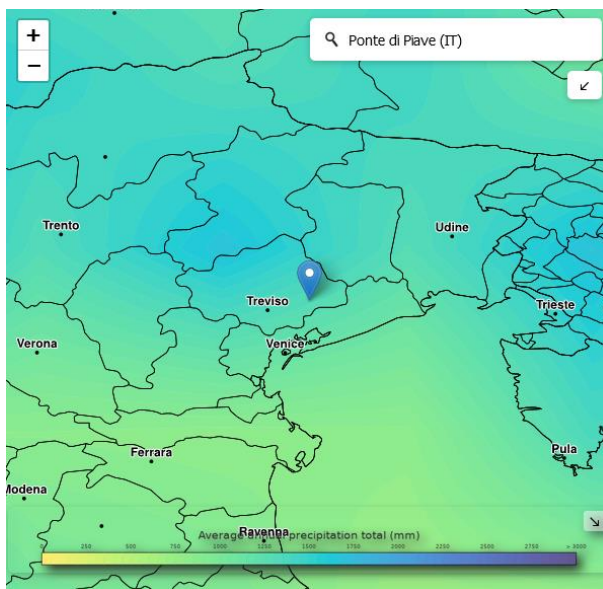 +
Ponte di Piave (IT)
−
Trento
Udine
Treviso
Trieste
Verona
Venice
Ferrara
Pula
Modena
Ravenna
Average annual precipitation total (mm)
0 250 500 750 1000 1250 1500 1750 2000 2250 2500 2750 > 3000